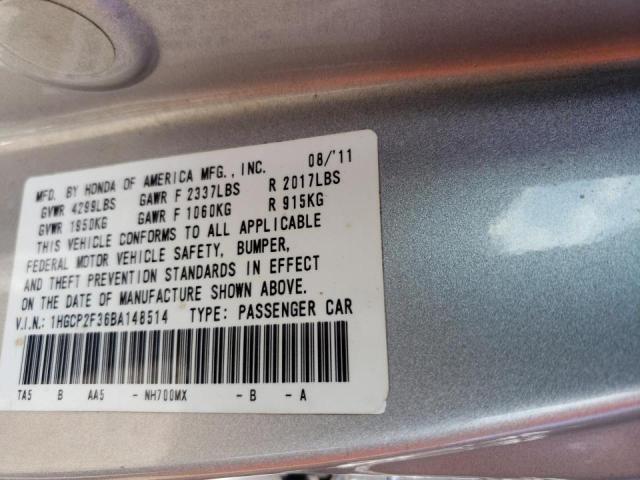 MFD. BY HONDA OF AMERICA MFG., INC. 08/'11
GVWR 4299LBS GAWR F 2337LBS R 2017LBS
GVWR 1950KG GAWR F 1060KG R 915KG
THIS VEHICLE CONFORMS TO ALL APPLICABLE
FEDERAL MOTOR VEHICLE SAFETY, BUMPER,
AND THEFT PREVENTION STANDARDS IN EFFECT
ON THE DATE OF MANUFACTURE SHOWN ABOVE.
V.I.N.: 1HGCP2F36BA148514 TYPE: PASSENGER CAR
TA5 B AA5 - NH700MX - B - A